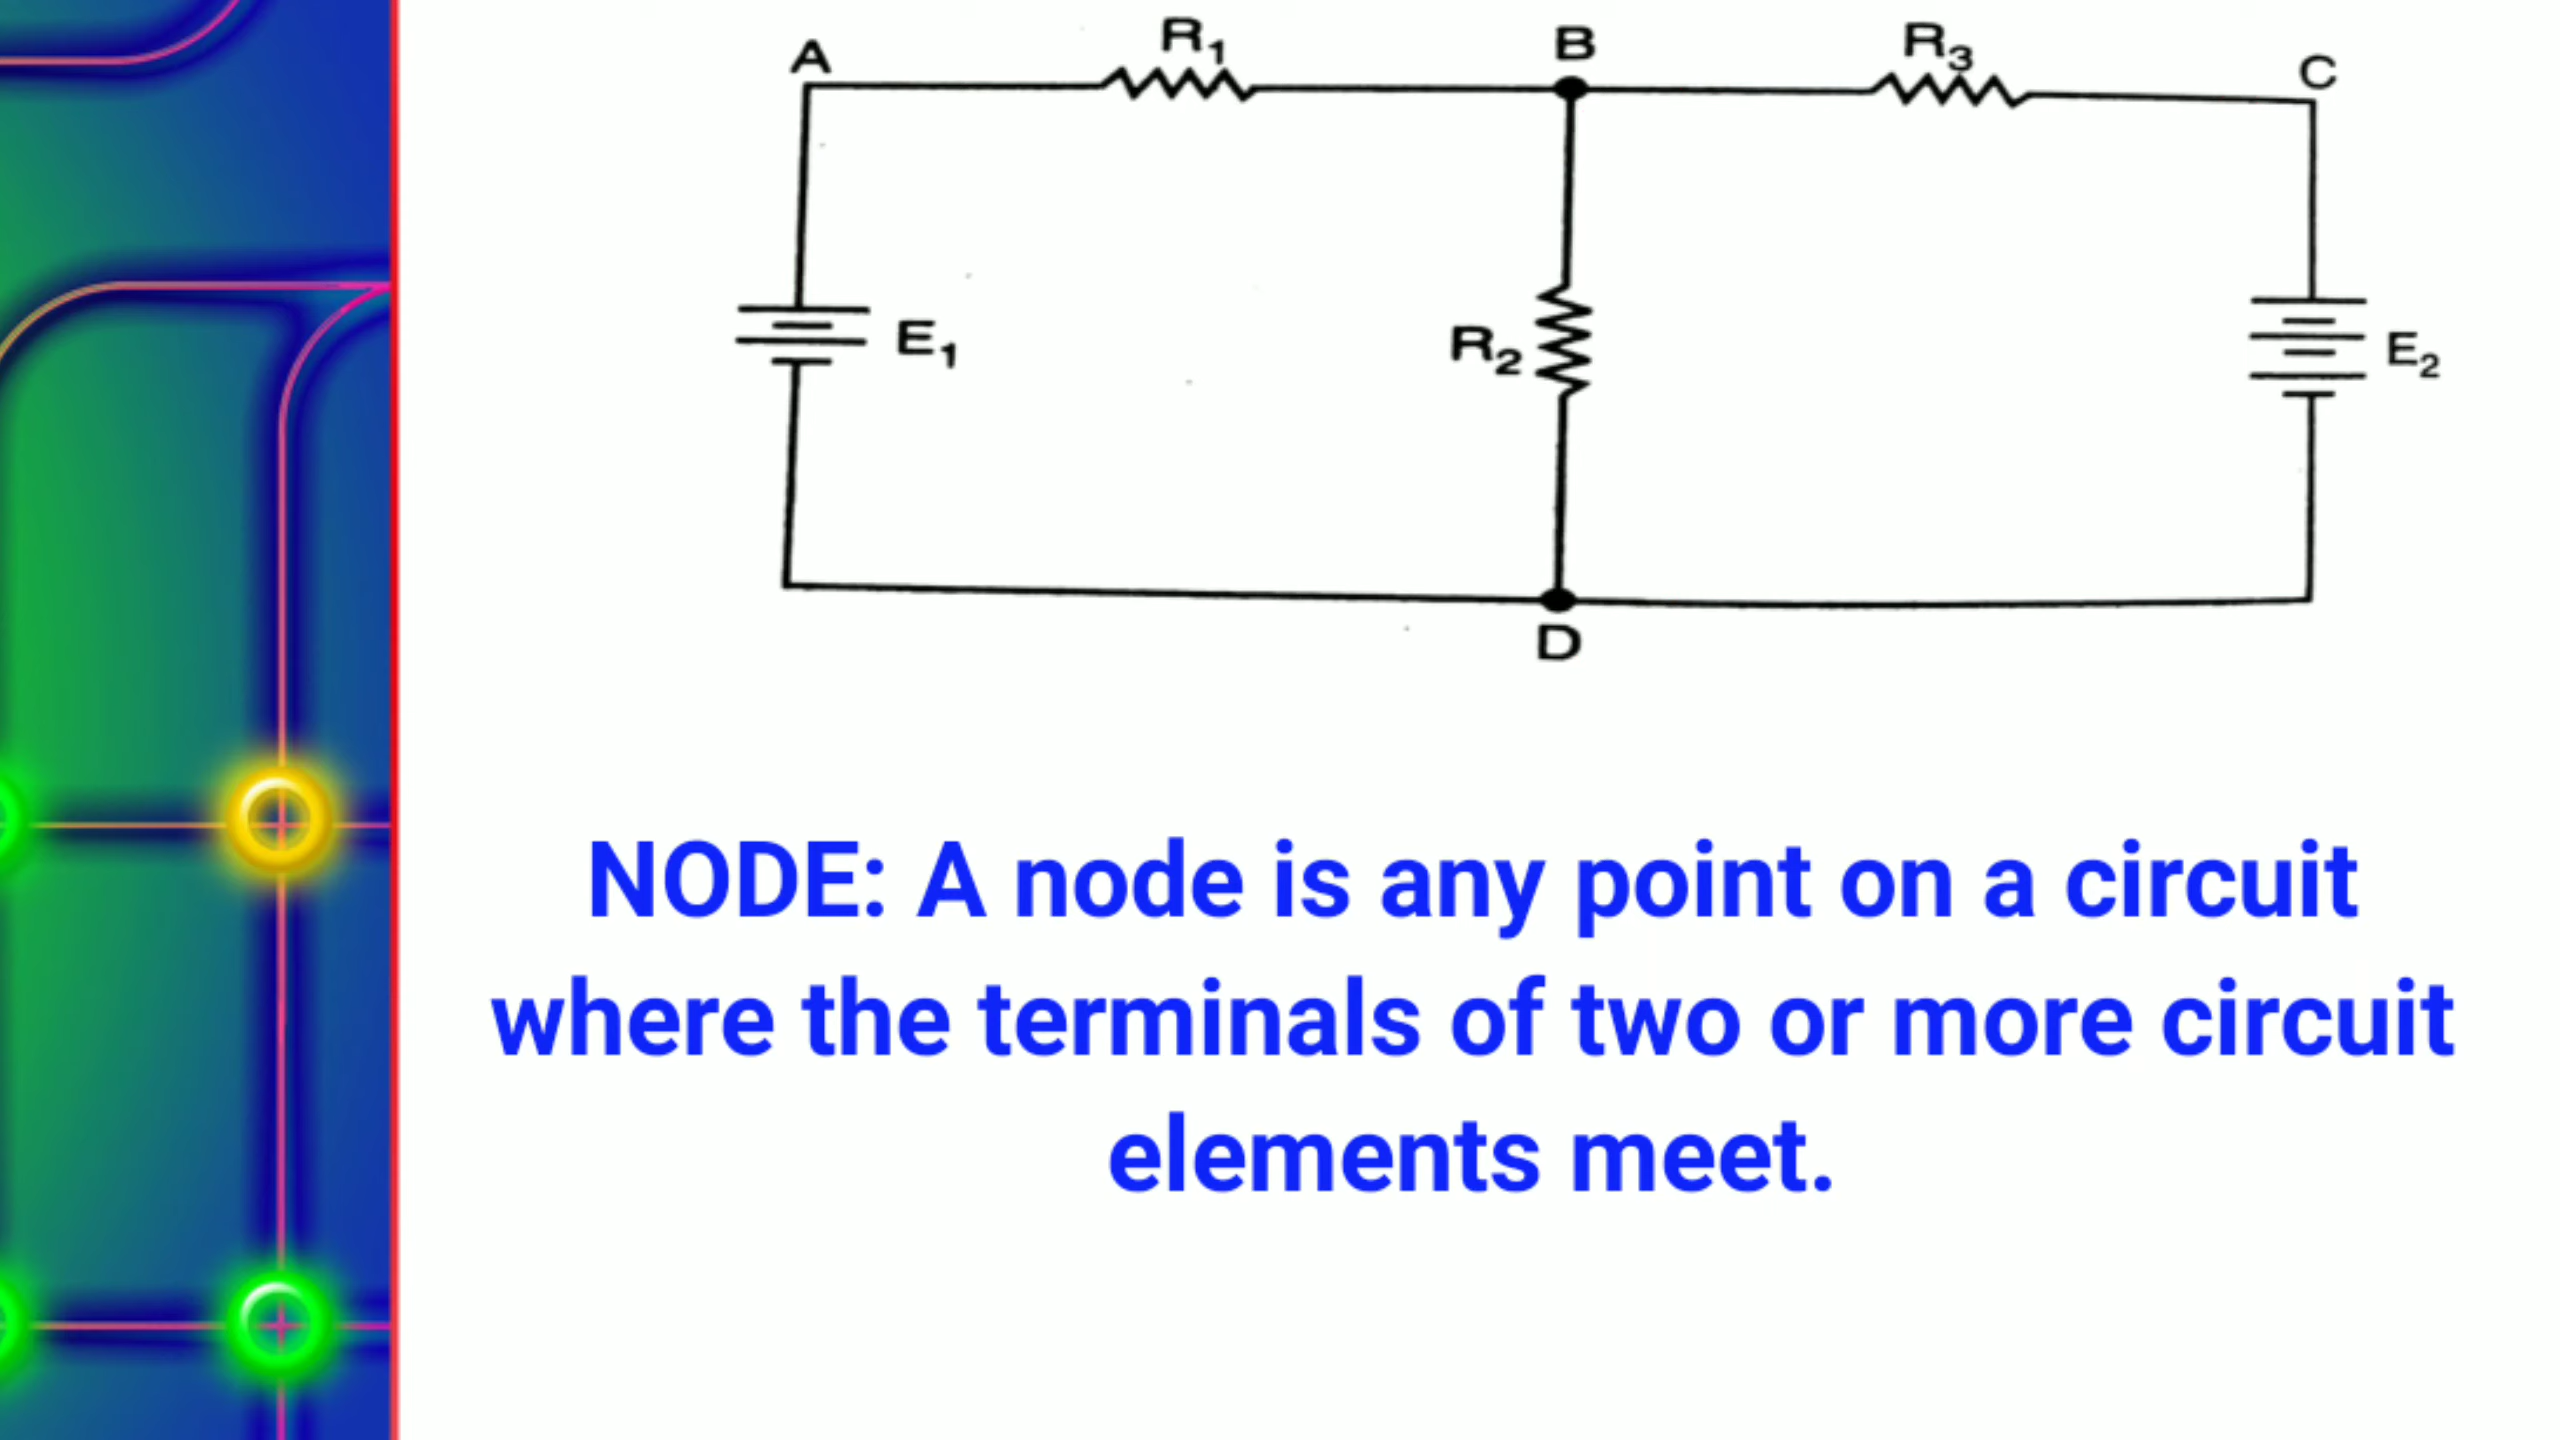 A
R₁
B
R₃
C
E₁
R₂
E₂
D
NODE: A node is any point on a circuit
where the terminals of two or more circuit
elements meet.